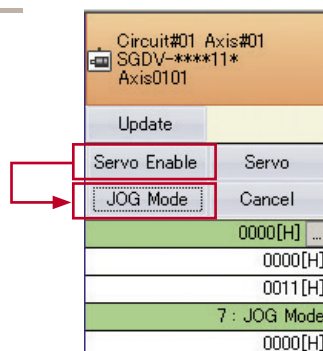 Circuit#01 Axis#01
SGDV-****11*
Axis0101
Update
Servo Enable Servo
JOG Mode Cancel
0000[H] ...
0000[H]
0011[H]
7 : JOG Mode
0000[H]